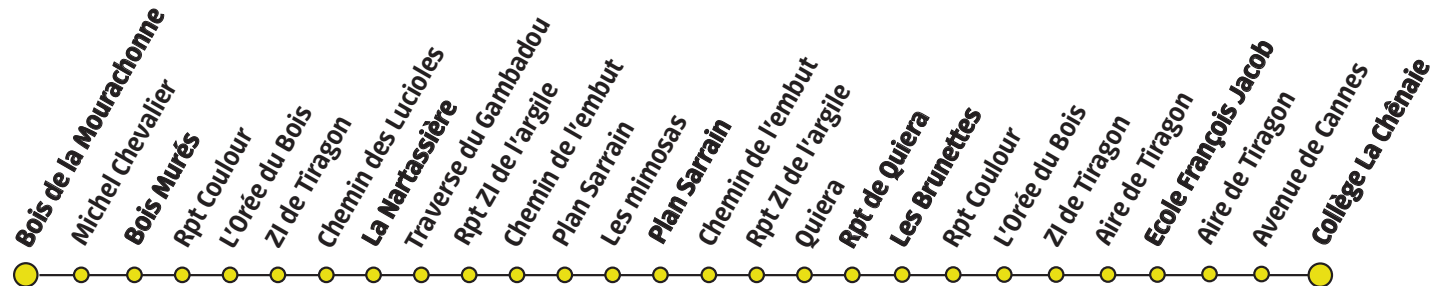 Bois de la Mourachonne
Michel Chevalier
Bois Murés
Rpt Coulour
L'Orée du Bois
ZI de Tiragon
Chemin des Lucioles
La Nartassière
Traverse du Gambadou
Rpt ZI de l'argile
Chemin de l'embut
Plan Sarrain
Les mimosas
Plan Sarrain
Chemin de l'embut
Rpt ZI de l'argile
Quiera
Rpt de Quiera
Les Brunettes
Rpt Coulour
L'Orée du Bois
ZI de Tiragon
Aire de Tiragon
Ecole François Jacob
Aire de Tiragon
Avenue de Cannes
Collège La Chênaie